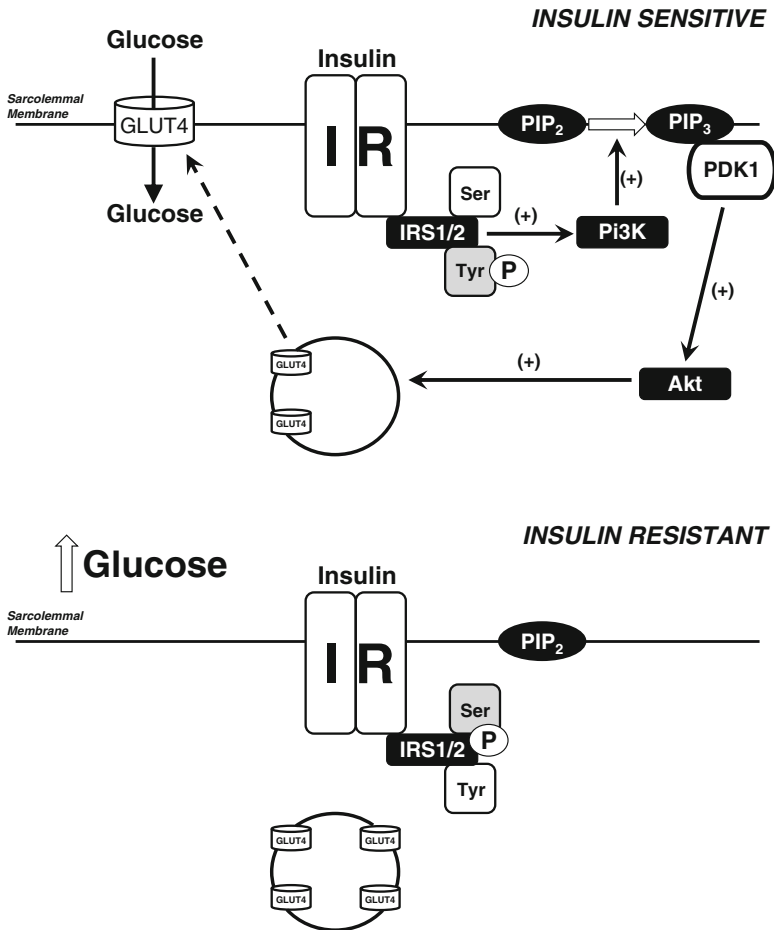 INSULIN SENSITIVE
Glucose
Insulin
Sarcolemmal
Membrane
GLUT4
I R
PIP2
PIP3
PDK1
Ser
(+)
(+)
Glucose
IRS1/2
Pi3K
Tyr
P
(+)
GLUT4
(+)
Akt
GLUT4
INSULIN RESISTANT
Glucose
Insulin
Sarcolemmal
Membrane
I R
PIP2
Ser
P
IRS1/2
Tyr
GLUT4
GLUT4
GLUT4
GLUT4